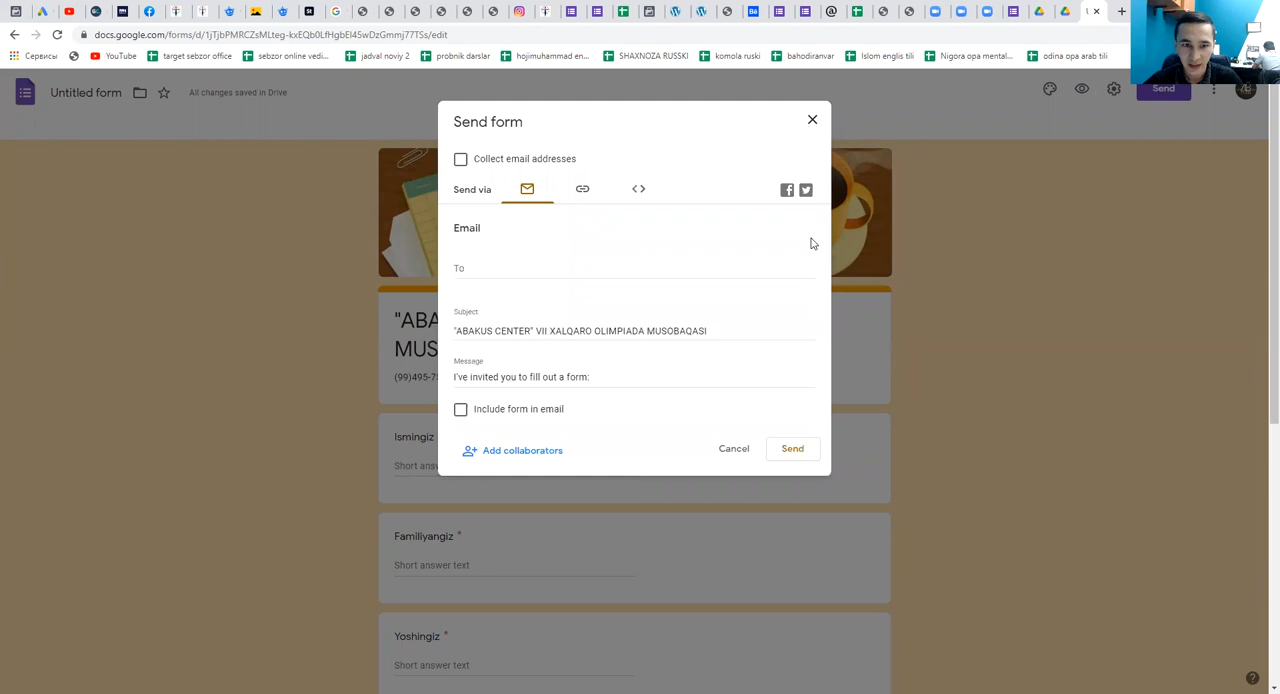 docs.google.com/forms/d/1jTjbPMRCZsMLteg-kxEQb0LfHgbEl45wDzGmmj77TSs/edit
Сервисы
YouTube
target sebzor office
sebzor online vedi...
jadval noviy 2
probnik darslar
hojimuhammad en...
SHAXNOZA RUSSKI
komola ruski
bahodiranvar
Islom englis tili
Nigora opa mental...
odina opa arab tili
Untitled form
All changes saved in Drive
Send
Send form
Collect email addresses
Send via
Email
To
Subject
"ABAKUS CENTER" VII XALQARO OLIMPIADA MUSOBAQASI
Message
I've invited you to fill out a form:
Include form in email
Add collaborators
Cancel
Send
"ABA
MUS
(99)495-7
Ismingiz
Short answ
Familiyangiz *
Short answer text
Yoshingiz *
Short answer text